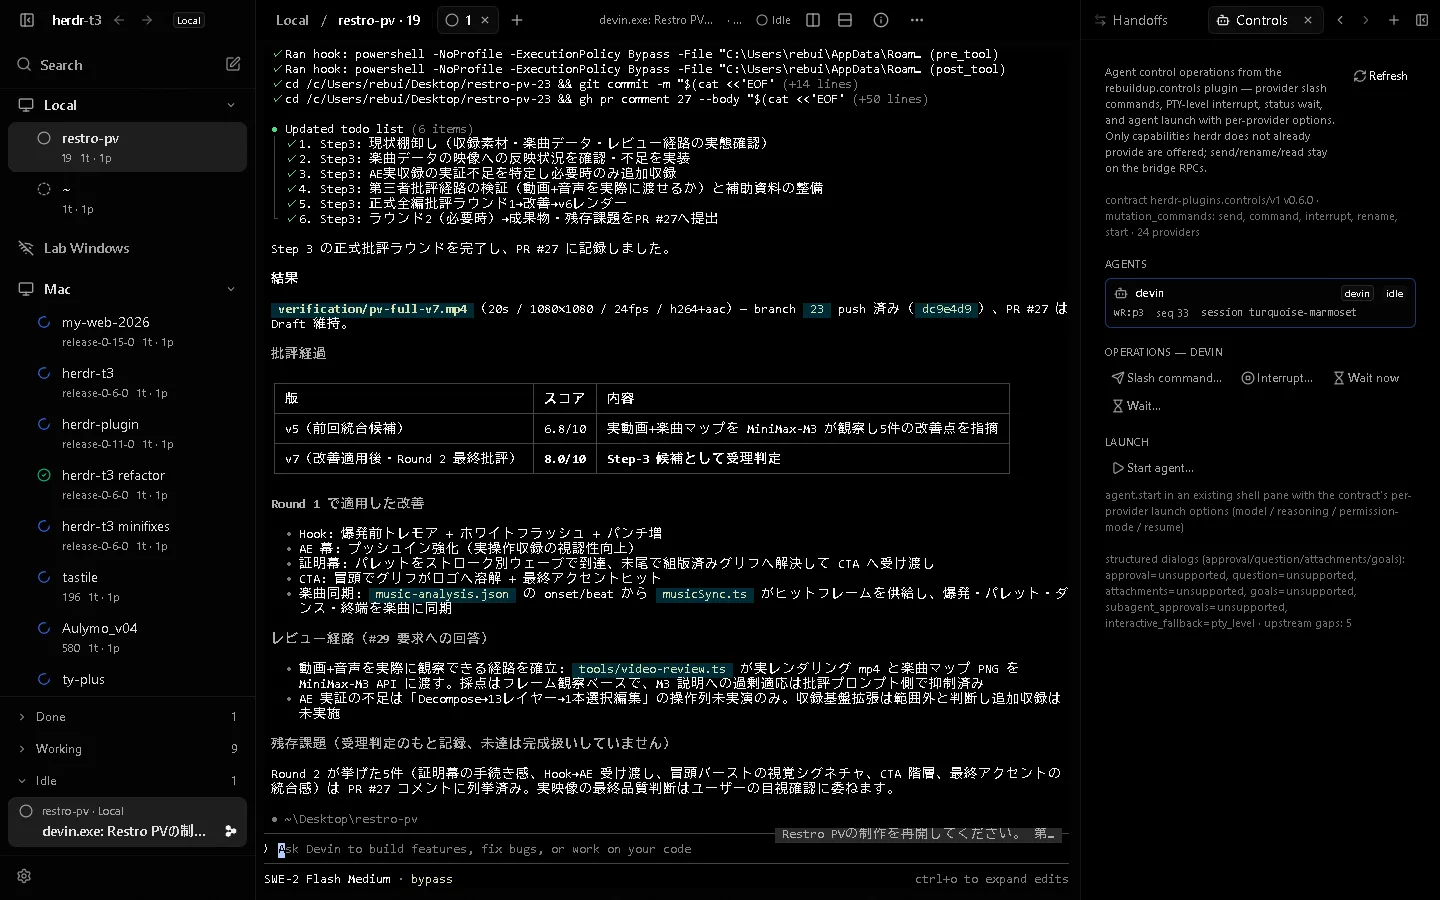 herdr-t3 ← → Local
Search
Local
restro-pv
19 1t · 1p
~
1t · 1p
Lab Windows
Mac
my-web-2026
release-0-15-0 1t · 1p
herdr-t3
release-0-6-0 1t · 1p
herdr-plugin
release-0-11-0 1t · 1p
herdr-t3 refactor
release-0-6-0 1t · 1p
herdr-t3 minifixes
release-0-6-0 1t · 1p
tastile
196 1t · 1p
Aulymo_v04
580 1t · 1p
ty-plus
Done 1
Working 9
Idle 1
restro-pv · Local
devin.exe: Restro PVの制...
Local / restro-pv · 19
1 × +
devin.exe: Restro PV... · ... Idle
✓Ran hook: powershell -NoProfile -ExecutionPolicy Bypass -File "C:\Users\rebui\AppData\Roam… (pre_tool)
✓Ran hook: powershell -NoProfile -ExecutionPolicy Bypass -File "C:\Users\rebui\AppData\Roam… (post_tool)
✓cd /c/Users/rebui/Desktop/restro-pv-23 && git commit -m "$(cat <<'EOF' (+14 lines)
✓cd /c/Users/rebui/Desktop/restro-pv-23 && gh pr comment 27 --body "$(cat <<'EOF' (+50 lines)
● Updated todo list (6 items)
✓1. Step3: 現状棚卸し（収録素材・楽曲データ・レビュー経路の実態確認）
✓2. Step3: 楽曲データの映像への反映状況を確認・不足を実装
✓3. Step3: AE実収録の実証不足を特定し必要時のみ追加収録
✓4. Step3: 第三者批評経路の検証（動画+音声を実際に渡せるか）と補助資料の整備
✓5. Step3: 正式全編批評ラウンド1→改善→v6レンダー
✓6. Step3: ラウンド2（必要時）→成果物・残存課題をPR #27へ提出
Step 3 の正式批評ラウンドを完了し、PR #27 に記録しました。
結果
verification/pv-full-v7.mp4 （20s / 1080×1080 / 24fps / h264+aac）— branch 23 push 済み（ dc9e4d9 ）、PR #27 は
Draft 維持。
批評経過
版 スコア 内容
v5（前回統合候補） 6.8/10 実動画+楽曲マップを MiniMax-M3 が観察し5件の改善点を指摘
v7（改善適用後・Round 2 最終批評） 8.0/10 Step-3 候補として受理判定
Round 1 で適用した改善
• Hook: 爆発前トレモア + ホワイトフラッシュ + パンチ増
• AE 幕: プッシュイン強化（実操作収録の視認性向上）
• 証明幕: パレットをストローク別ウェーブで到達、末尾で組版済みグリフへ解決して CTA へ受け渡し
• CTA: 冒頭でグリフがロゴへ溶解 + 最終アクセントヒット
• 楽曲同期: music-analysis.json の onset/beat から musicSync.ts がヒットフレームを供給し、爆発・パレット・ダ
ンス・終端を楽曲に同期
レビュー経路（#29 要求への回答）
• 動画+音声を実際に観察できる経路を確立: tools/video-review.ts が実レンダリング mp4 と楽曲マップ PNG を
MiniMax-M3 API に渡す。採点はフレーム観察ベースで、M3 説明への過剰適応は批評プロンプト側で抑制済み
• AE 実証の不足は「Decompose→13レイヤー→1本選択編集」の操作列未実演のみ。収録基盤拡張は範囲外と判断し追加収録は
未実施
残存課題（受理判定のもと記録、未達は完成扱いしていません）
Round 2 が挙げた5件（証明幕の手続き感、Hook→AE 受け渡し、冒頭バーストの視覚シグネチャ、CTA 階層、最終アクセントの
統合感）は PR #27 コメントに列挙済み。実映像の最終品質判断はユーザーの目視確認に委ねます。
● ~\Desktop\restro-pv
Restro PVの制作を再開してください。 第…
❯ Ask Devin to build features, fix bugs, or work on your code
SWE-2 Flash Medium · bypass ctrl+o to expand edits
Handoffs Controls ×
Agent control operations from the
rebuildup.controls plugin — provider slash
commands, PTY-level interrupt, status wait,
and agent launch with per-provider options.
Only capabilities herdr does not already
provide are offered; send/rename/read stay
on the bridge RPCs.
Refresh
contract herdr-plugins.controls/v1 v0.6.0 ·
mutation_commands: send, command, interrupt, rename,
start · 24 providers
AGENTS
devin devin idle
wR:p3 seq 33 session turquoise-marmoset
OPERATIONS — DEVIN
Slash command... Interrupt... Wait now
Wait...
LAUNCH
Start agent...
agent.start in an existing shell pane with the contract's per-
provider launch options (model / reasoning / permission-
mode / resume)
structured dialogs (approval/question/attachments/goals):
approval=unsupported, question=unsupported,
attachments=unsupported, goals=unsupported,
subagent_approvals=unsupported,
interactive_fallback=pty_level · upstream gaps: 5